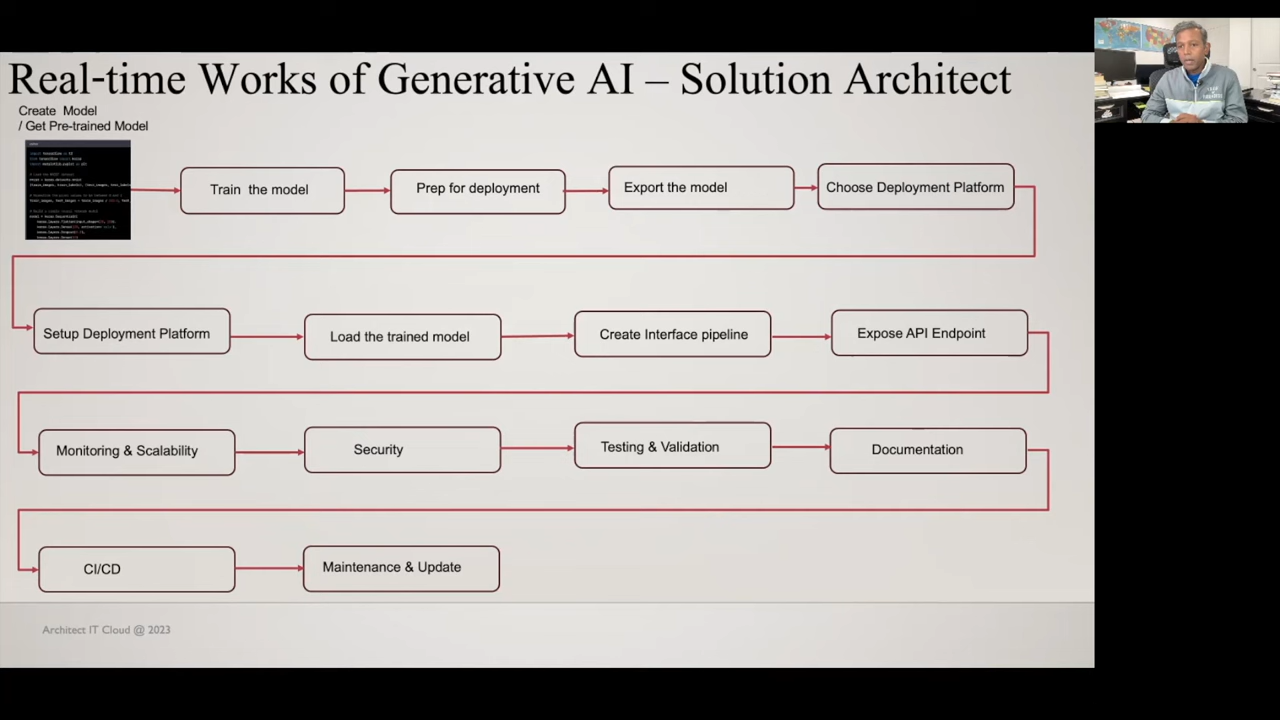 Real-time Works of Generative AI – Solution Architect
Create Model
/ Get Pre-trained Model
Train the model
Prep for deployment
Export the model
Choose Deployment Platform
Setup Deployment Platform
Load the trained model
Create Interface pipeline
Expose API Endpoint
Monitoring & Scalability
Security
Testing & Validation
Documentation
CI/CD
Maintenance & Update
Architect IT Cloud @ 2023